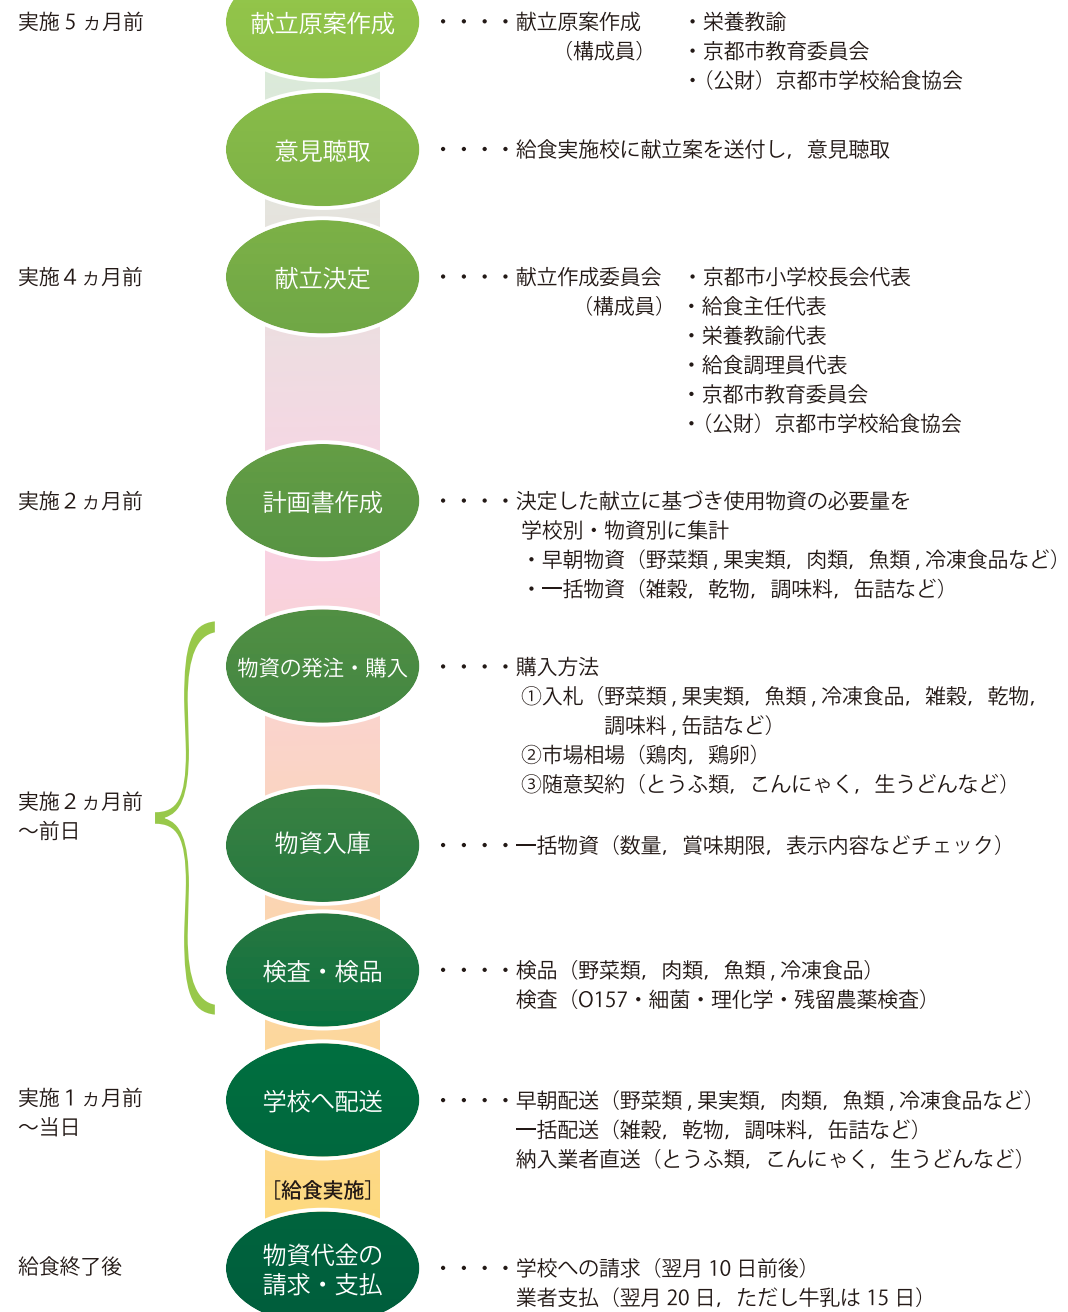 実施5ヵ月前 献立原案作成 ・・・・献立原案作成 ・栄養教諭
（構成員） ・京都市教育委員会
・（公財）京都市学校給食協会
意見聴取 ・・・・給食実施校に献立案を送付し，意見聴取
実施4ヵ月前 献立決定 ・・・・献立作成委員会 ・京都市小学校長会代表
（構成員） ・給食主任代表
・栄養教諭代表
・給食調理員代表
・京都市教育委員会
・（公財）京都市学校給食協会
実施2ヵ月前 計画書作成 ・・・・決定した献立に基づき使用物資の必要量を
学校別・物資別に集計
・早朝物資（野菜類,果実類，肉類，魚類,冷凍食品など）
・一括物資（雑穀，乾物，調味料，缶詰など）
物資の発注・購入 ・・・・購入方法
①入札（野菜類,果実類，魚類,冷凍食品，雑穀，乾物，
調味料,缶詰など）
②市場相場（鶏肉，鶏卵）
③随意契約（とうふ類，こんにゃく，生うどんなど）
実施2ヵ月前
～前日
物資入庫 ・・・・一括物資（数量，賞味期限，表示内容などチェック）
検査・検品 ・・・・検品（野菜類，肉類，魚類,冷凍食品）
検査（O157・細菌・理化学・残留農薬検査）
実施1ヵ月前 学校へ配送 ・・・・早朝配送（野菜類,果実類，肉類，魚類,冷凍食品など）
～当日 一括配送（雑穀，乾物，調味料，缶詰など）
納入業者直送（とうふ類，こんにゃく，生うどんなど）
［給食実施］
給食終了後 物資代金の ・・・・学校への請求（翌月10日前後）
請求・支払 業者支払（翌月20日，ただし牛乳は15日）